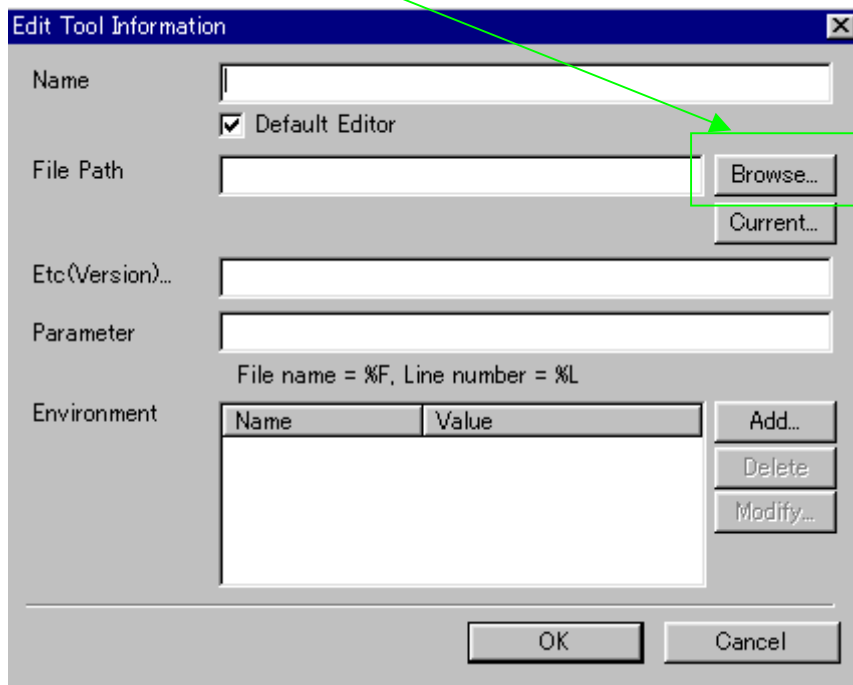 Edit Tool Information
Name
Default Editor
File Path
Browse...
Current...
Etc(Version)...
Parameter
File name = %F, Line number = %L
Environment
Name Value
Add...
Delete
Modify...
OK Cancel